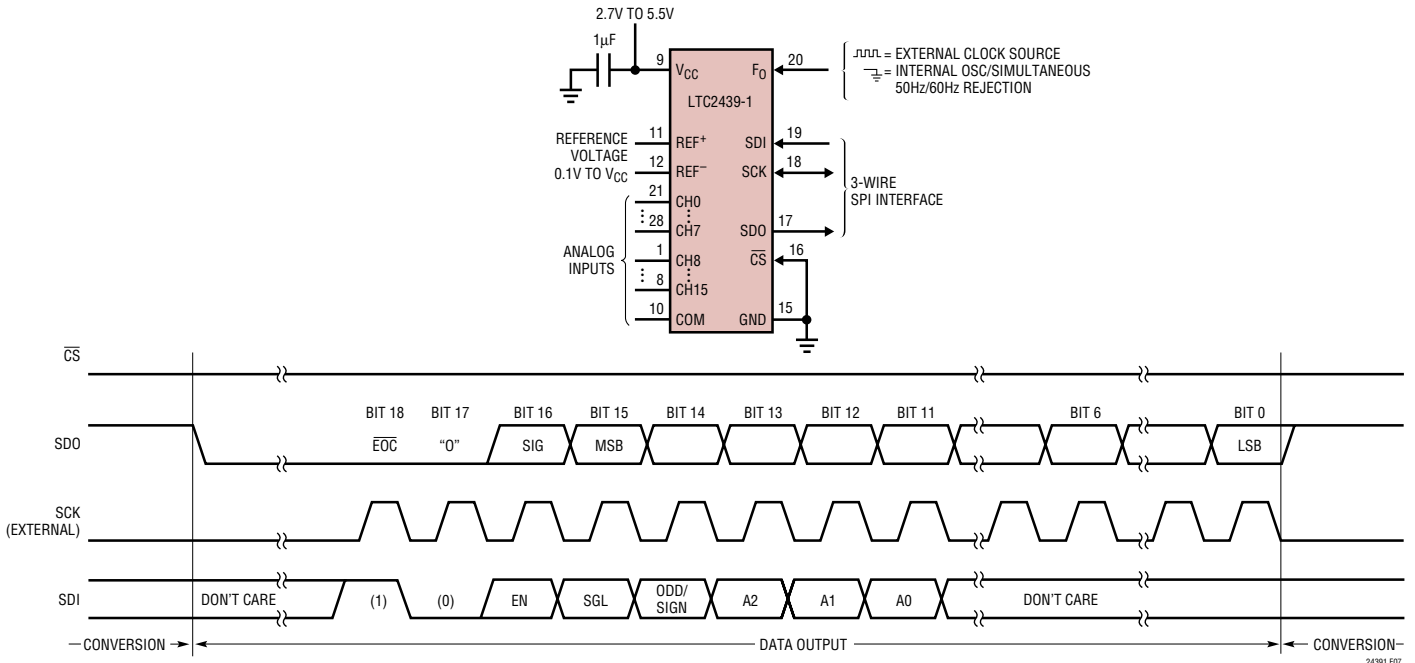 2.7V TO 5.5V
1µF
9 VCC
FO 20
= EXTERNAL CLOCK SOURCE
= INTERNAL OSC/SIMULTANEOUS
50Hz/60Hz REJECTION
LTC2439-1
REFERENCE
VOLTAGE
0.1V TO VCC
11 REF+
12 REF–
SDI 19
SCK 18
SDO 17
CS 16
GND 15
3-WIRE
SPI INTERFACE
ANALOG
INPUTS
21 CH0
28 CH7
1 CH8
8 CH15
10 COM
CS
BIT 18 BIT 17 BIT 16 BIT 15 BIT 14 BIT 13 BIT 12 BIT 11 BIT 6 BIT 0
SDO EOC “0” SIG MSB LSB
SCK
(EXTERNAL)
SDI DON'T CARE (1) (0) EN SGL ODD/
SIGN A2 A1 A0 DON'T CARE
CONVERSION DATA OUTPUT CONVERSION
24391 F07